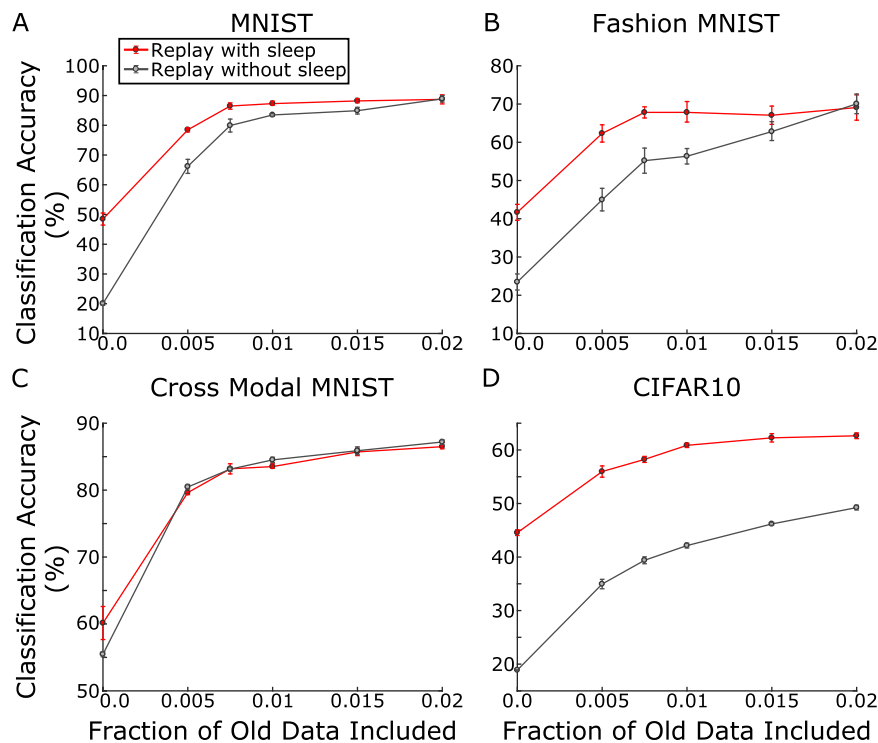 A
MNIST
Replay with sleep
Replay without sleep
100
90
80
70
60
50
40
30
20
10
0.0 0.005 0.01 0.015 0.02
Classification Accuracy
(%)
B
Fashion MNIST
80
70
60
50
40
30
20
10
0.0 0.005 0.01 0.015 0.02
C
Cross Modal MNIST
90
80
70
60
50
0.0 0.005 0.01 0.015 0.02
Classification Accuracy
(%)
Fraction of Old Data Included
D
CIFAR10
60
50
40
30
20
0.0 0.005 0.01 0.015 0.02
Fraction of Old Data Included